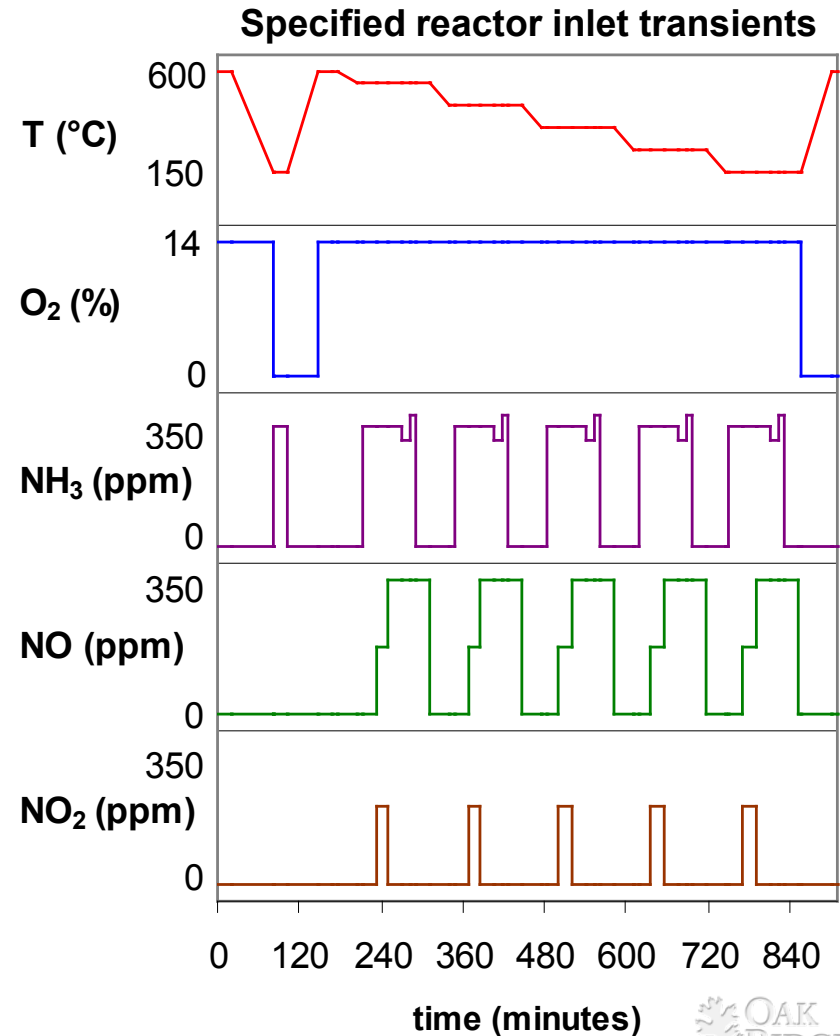 Specified reactor inlet transients
600
T (°C)
150
14
O₂ (%)
0
350
NH₃ (ppm)
0
350
NO (ppm)
0
350
NO₂ (ppm)
0
0 120 240 360 480 600 720 840
time (minutes)
OAK